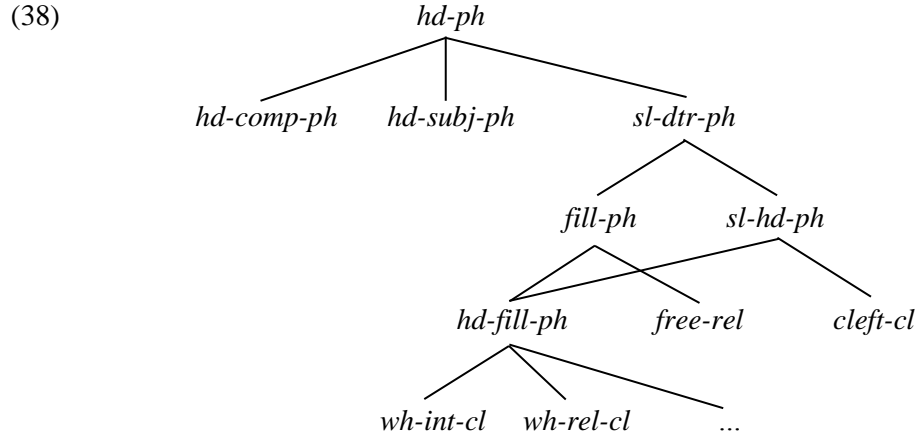 (38) hd-ph
hd-comp-ph hd-subj-ph sl-dtr-ph
fill-ph sl-hd-ph
hd-fill-ph free-rel cleft-cl
wh-int-cl wh-rel-cl ...